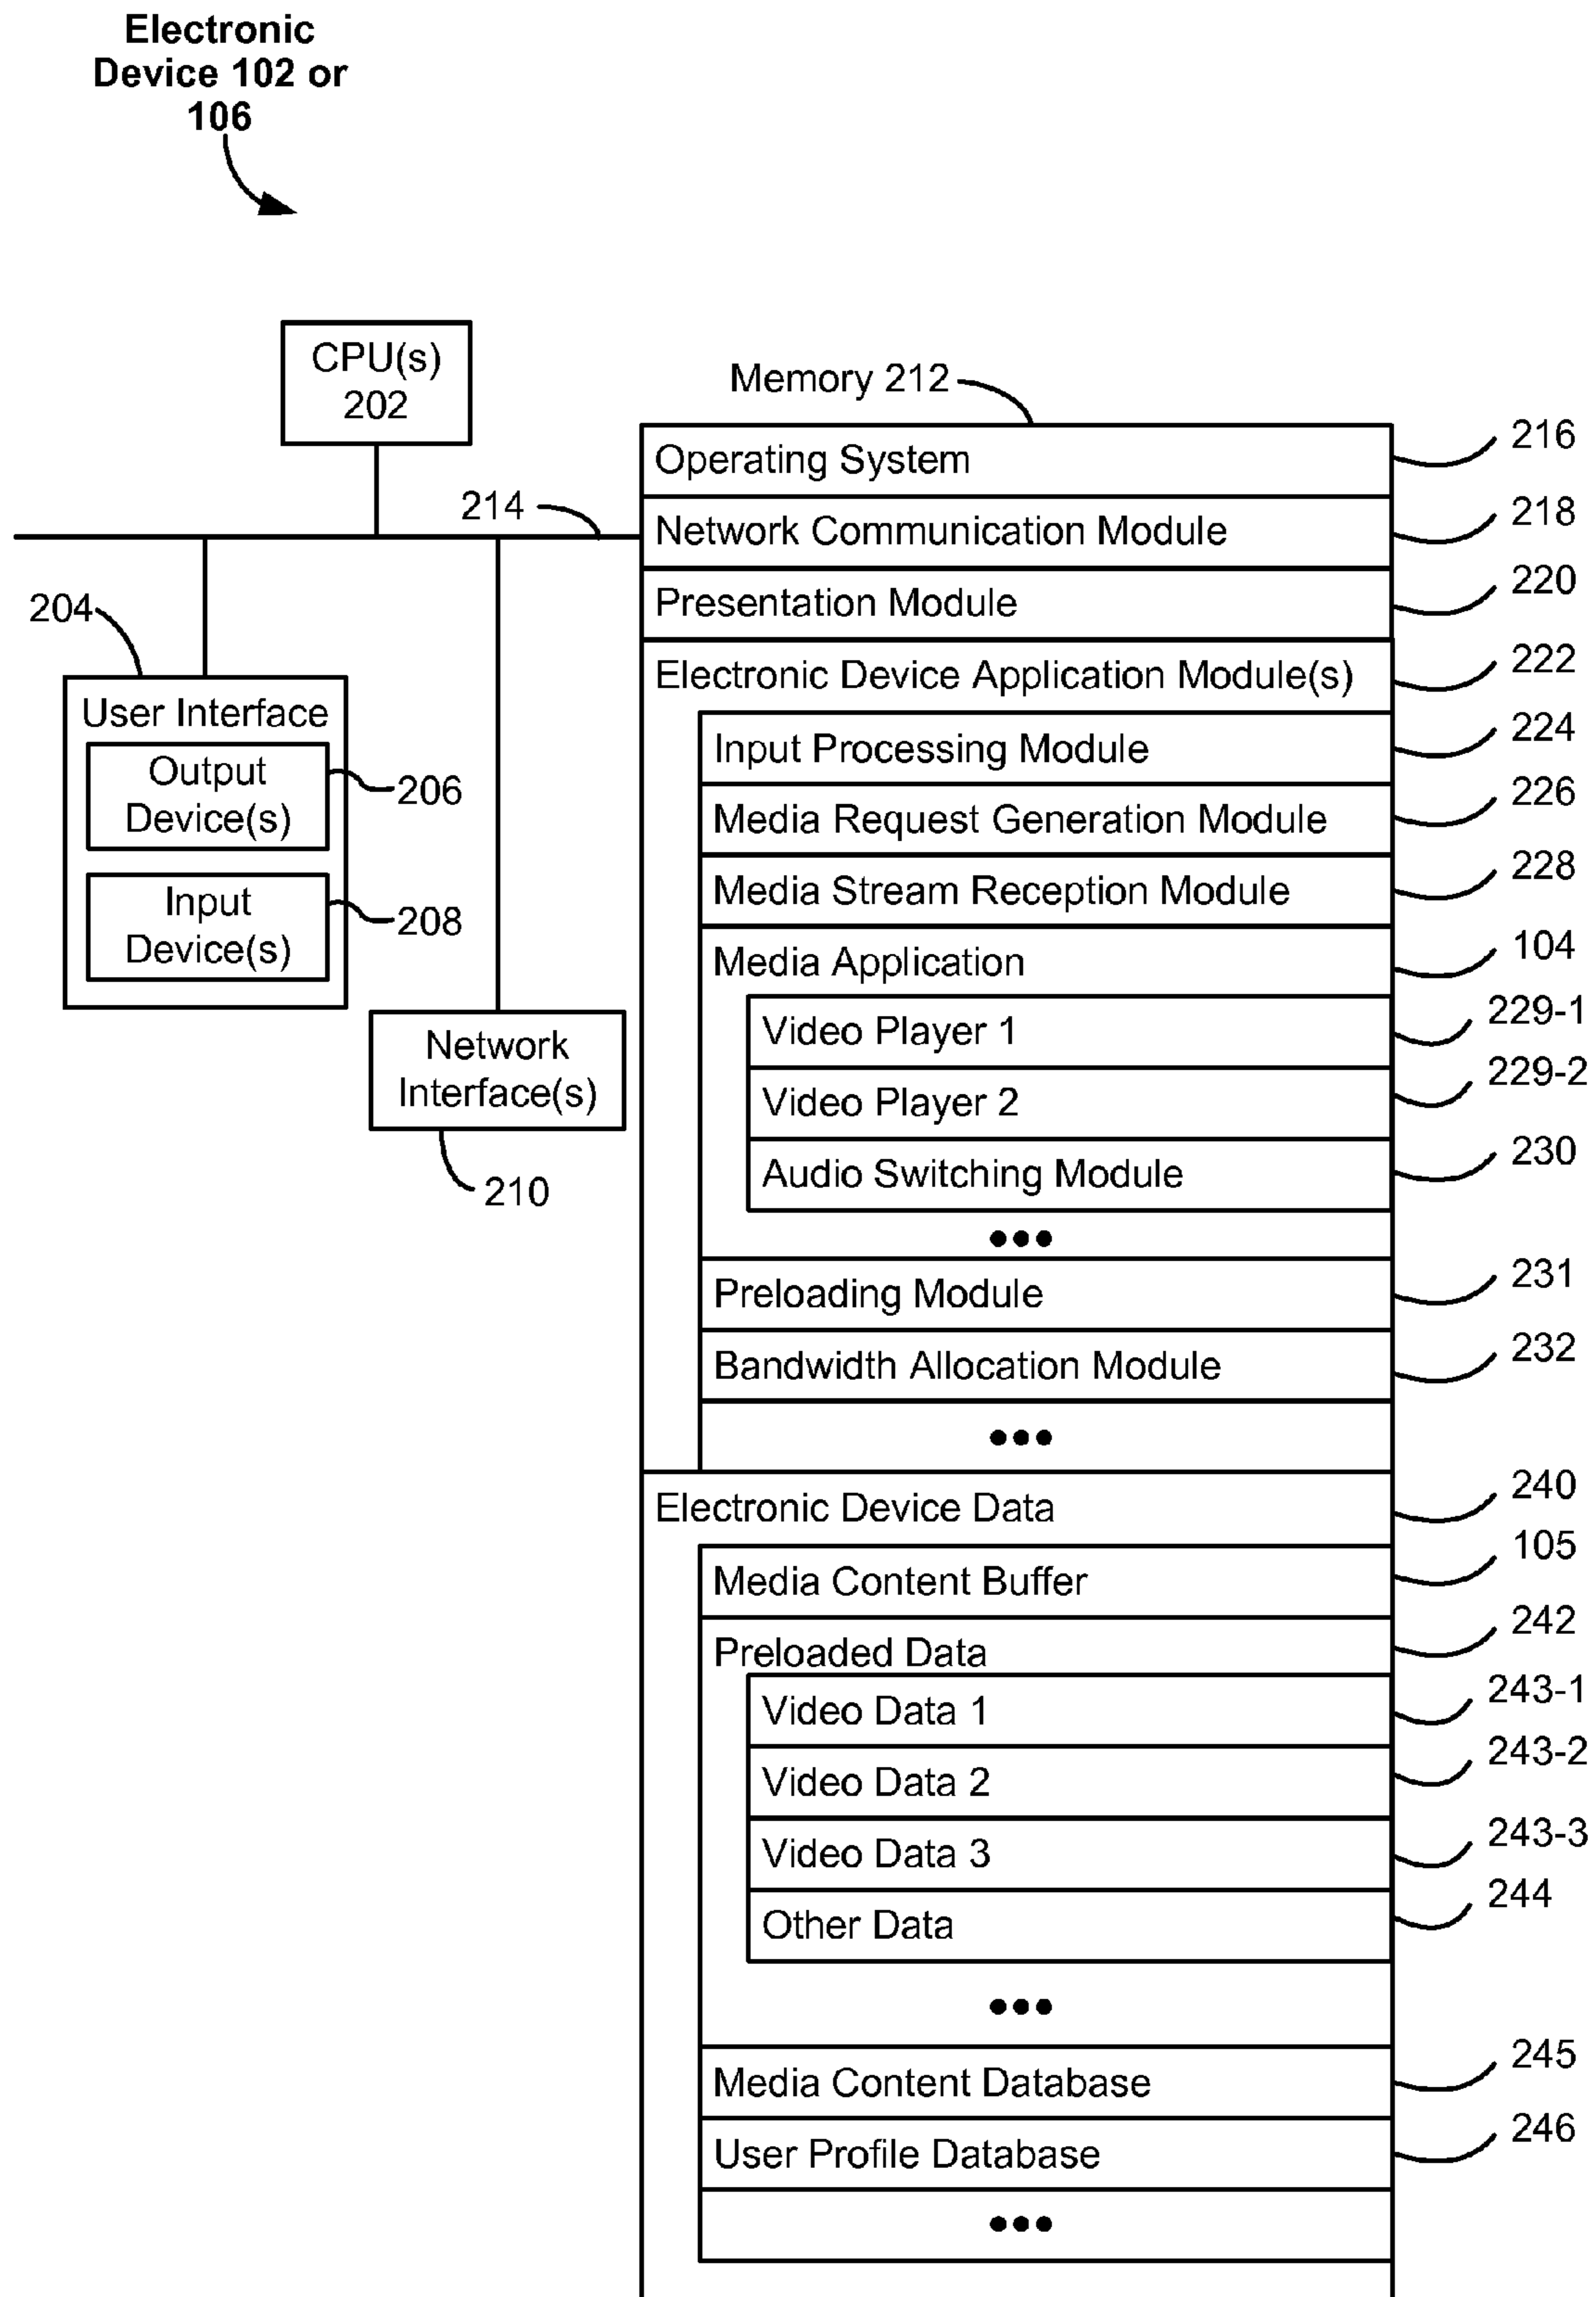 Electronic
Device 102 or
106
CPU(s)
202
Memory 212
214
204
User Interface
Output
Device(s)
206
Input
Device(s)
208
Network
Interface(s)
210
Operating System
216
Network Communication Module
218
Presentation Module
220
Electronic Device Application Module(s)
222
Input Processing Module
224
Media Request Generation Module
226
Media Stream Reception Module
228
Media Application
104
Video Player 1
229-1
Video Player 2
229-2
Audio Switching Module
230
•••
Preloading Module
231
Bandwidth Allocation Module
232
•••
Electronic Device Data
240
Media Content Buffer
105
Preloaded Data
242
Video Data 1
243-1
Video Data 2
243-2
Video Data 3
243-3
Other Data
244
•••
Media Content Database
245
User Profile Database
246
•••